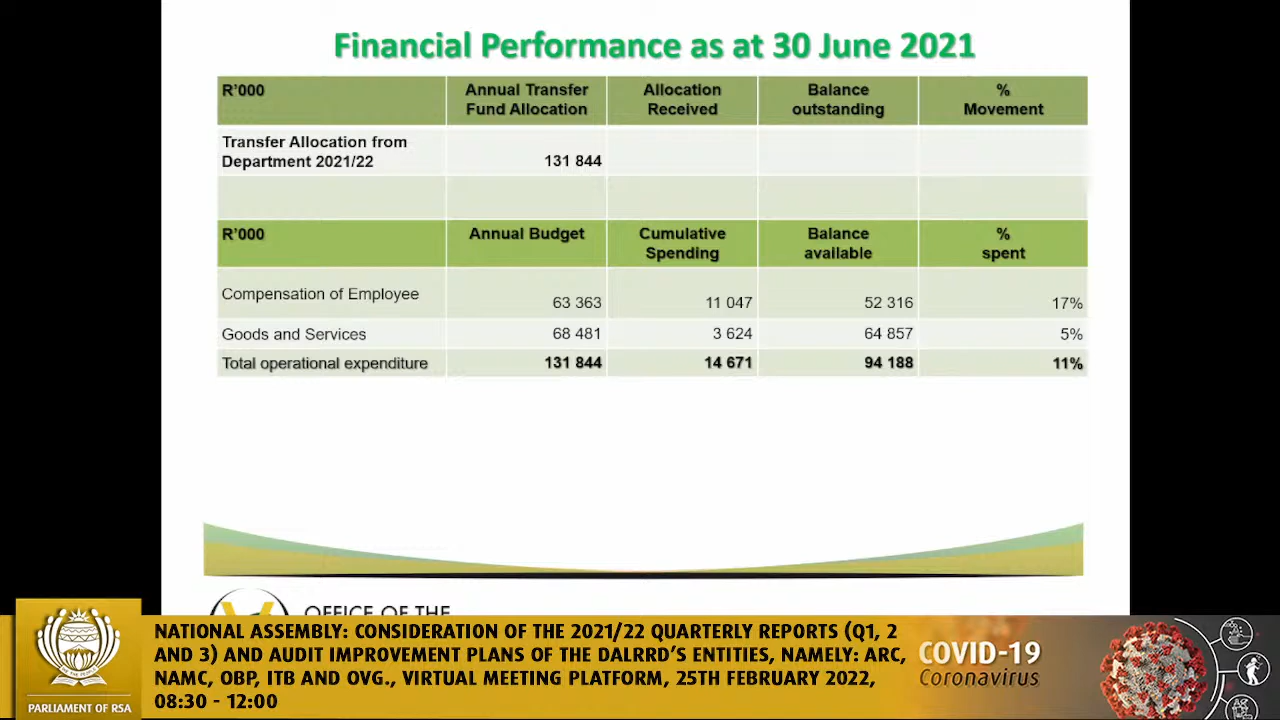 Financial Performance as at 30 June 2021
R'000 Annual Transfer Fund Allocation Allocation Received Balance outstanding % Movement
Transfer Allocation from Department 2021/22 131 844
R'000 Annual Budget Cumulative Spending Balance available % spent
Compensation of Employee 63 363 11 047 52 316 17%
Goods and Services 68 481 3 624 64 857 5%
Total operational expenditure 131 844 14 671 94 188 11%
OFFICE OF THE
NATIONAL ASSEMBLY: CONSIDERATION OF THE 2021/22 QUARTERLY REPORTS (Q1, 2
AND 3) AND AUDIT IMPROVEMENT PLANS OF THE DALRRD'S ENTITIES, NAMELY: ARC,
NAMC, OBP, ITB AND OVG., VIRTUAL MEETING PLATFORM, 25TH FEBRUARY 2022,
08:30 - 12:00
PARLIAMENT OF RSA
COVID-19
Coronavirus